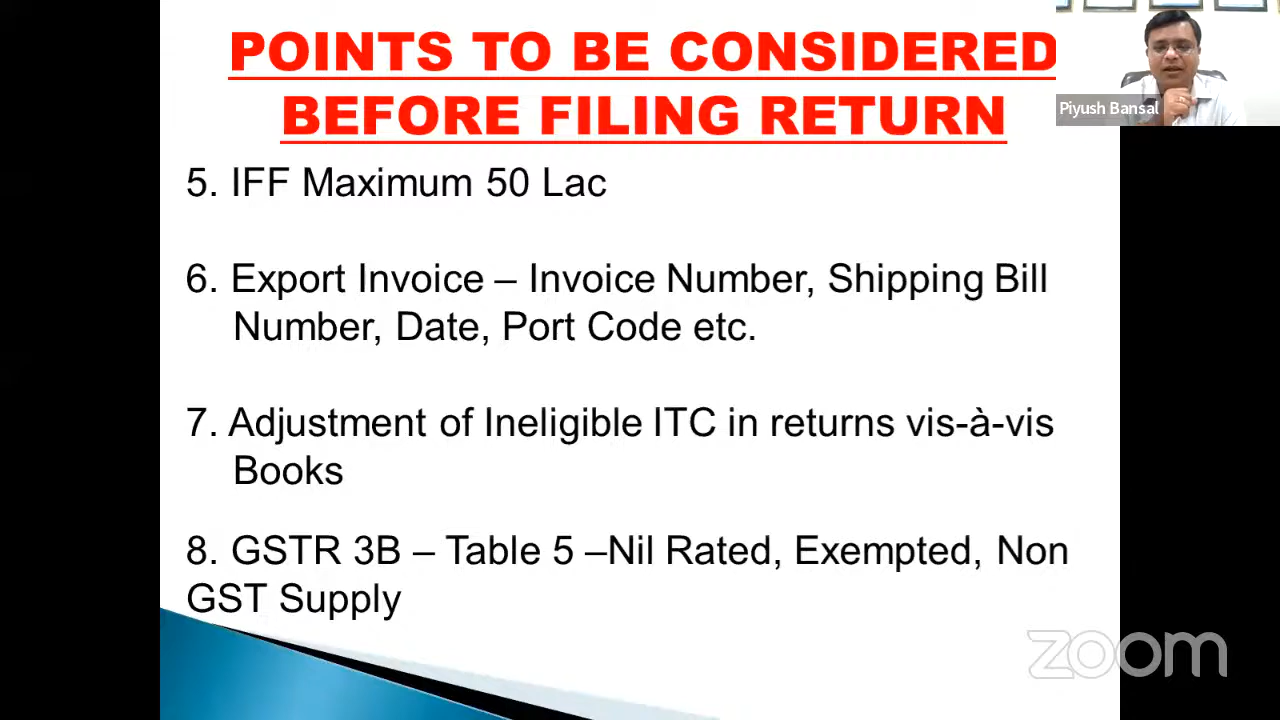 POINTS TO BE CONSIDERED
BEFORE FILING RETURN
Piyush Bansal
5. IFF Maximum 50 Lac
6. Export Invoice – Invoice Number, Shipping Bill
Number, Date, Port Code etc.
7. Adjustment of Ineligible ITC in returns vis-à-vis
Books
8. GSTR 3B – Table 5 –Nil Rated, Exempted, Non
GST Supply
zoom